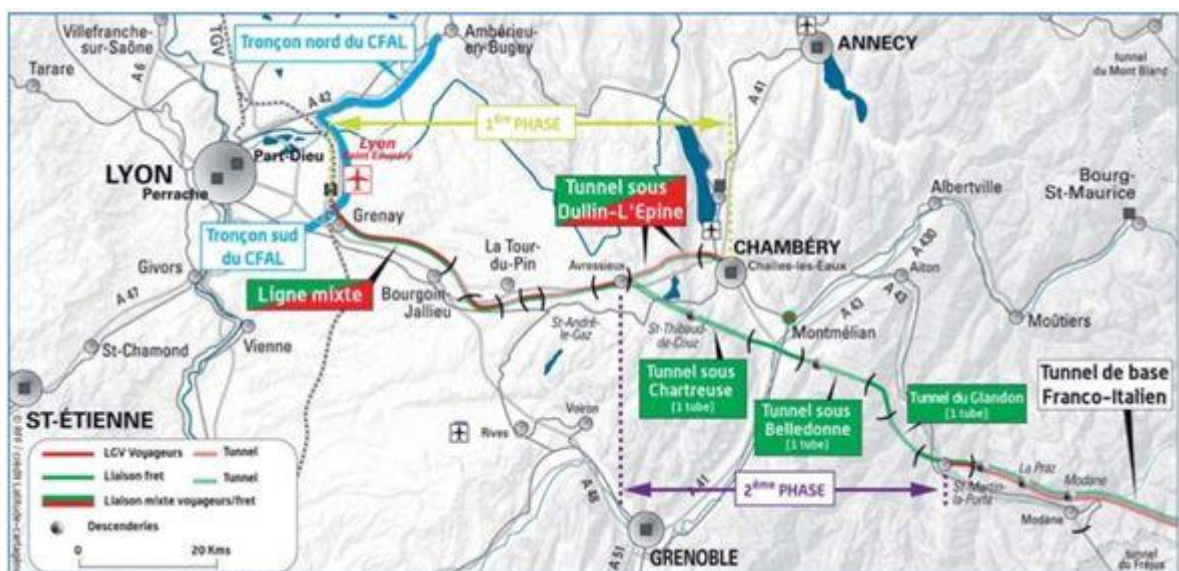 Villefranche-
sur-Saône
Tarare
A 6
TGV
Tronçon nord du CFAL
Ambérieu-
en-Bugey
A 42
1ère PHASE
ANNECY
A 41
tunnel
du Mont Blanc
LYON
Part-Dieu
Perrache
Lyon
Saint Exupéry
Grenay
Tronçon sud
du CFAL
Tunnel sous
Dullin-L'Epine
Albertville
Bourg-
St-Maurice
Givors
A 47
Ligne mixte
Bourgoin-
Jallieu
La Tour-
du-Pin
Avressieux
CHAMBÉRY
Challes-les-Eaux
A 430
Aiton
A 43
A 43
Montmélian
Moûtiers
St-Chamond
Vienne
St-André-
le-Gaz
St-Thibaud-
de-Couz
ST-ÉTIENNE
Tunnel sous
Chartreuse
(1 tube)
Tunnel sous
Belledonne
(1 tube)
Tunnel du Glandon
(1 tube)
Tunnel de base
Franco-Italien
Voiron
Rives
A 48
A 41
2ème PHASE
St-Martin-
la-Porte
La Praz
Modane
Modane
GRENOBLE
A 51
tunnel
du Fréjus
LGV Voyageurs
Tunnel
Liaison fret
Tunnel
Liaison mixte voyageurs/fret
Descenderies
0 20 Kms